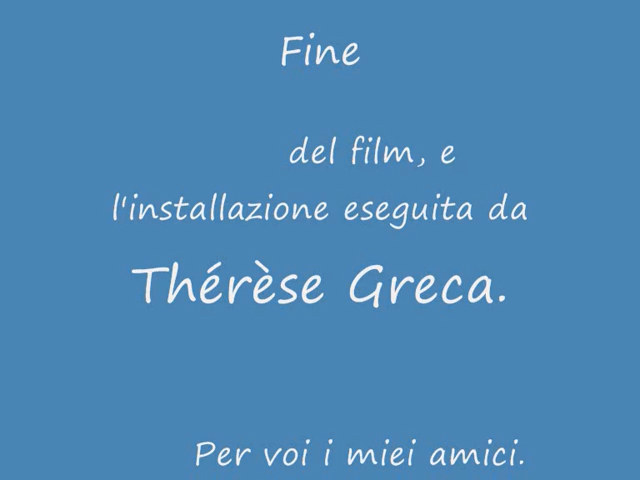 Fine
del film, e
l'installazione eseguita da
Thérèse Greca.
Per voi i miei amici.